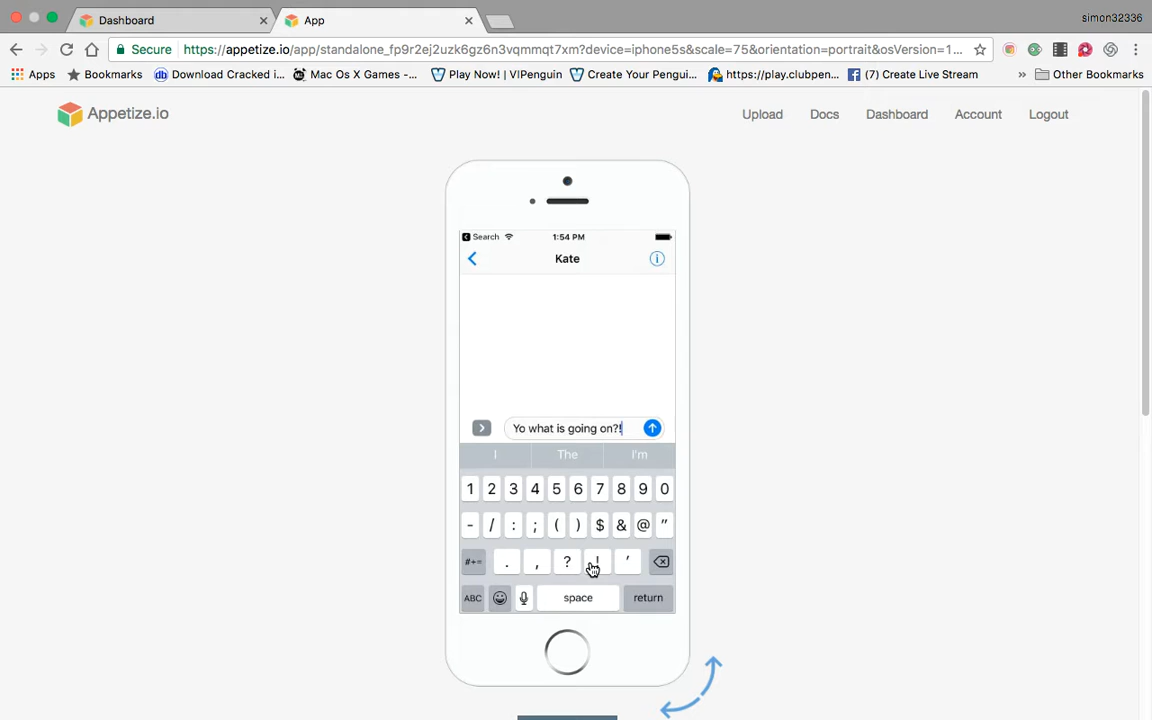 Dashboard
App
simon32336
Secure
https://appetize.io/app/standalone_fp9r2ej2uzk6gz6n3vqmmqt7xm?device=iphone5s&scale=75&orientation=portrait&osVersion=1...
Apps
Bookmarks
Download Cracked i...
Mac Os X Games -...
Play Now! | VIPenguin
Create Your Pengui...
https://play.clubpen...
(7) Create Live Stream
»
Other Bookmarks
Appetize.io
Upload
Docs
Dashboard
Account
Logout
Search
1:54 PM
Kate
Yo what is going on?!
I
The
I'm
1 2 3 4 5 6 7 8 9 0
- / : ; ( ) $ & @ "
#+= . , ? ! '
ABC
space
return